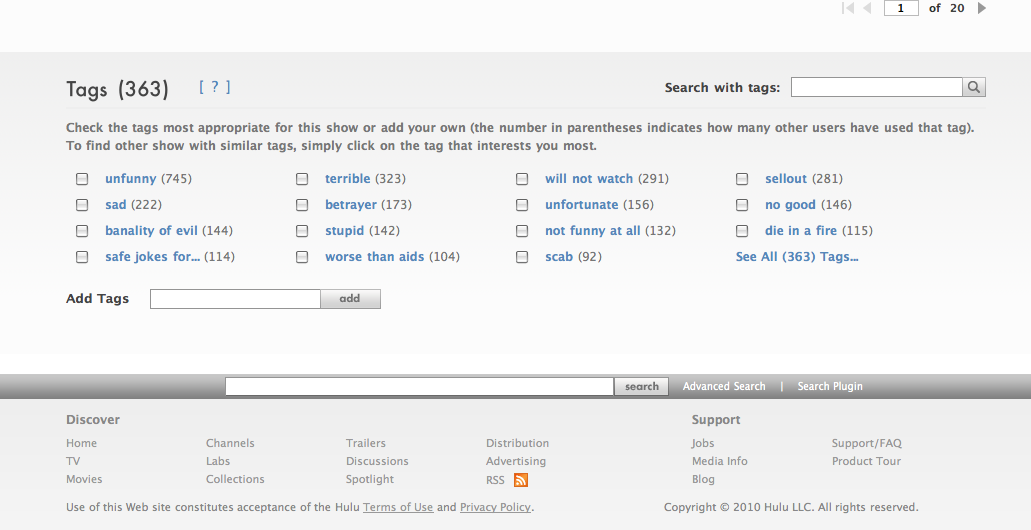 1 of 20
Tags (363) [ ? ] Search with tags:
Check the tags most appropriate for this show or add your own (the number in parentheses indicates how many other users have used that tag).
To find other show with similar tags, simply click on the tag that interests you most.
unfunny (745) terrible (323) will not watch (291) sellout (281)
sad (222) betrayer (173) unfortunate (156) no good (146)
banality of evil (144) stupid (142) not funny at all (132) die in a fire (115)
safe jokes for... (114) worse than aids (104) scab (92) See All (363) Tags...
Add Tags add
search Advanced Search | Search Plugin
Discover Support
Home Channels Trailers Distribution Jobs Support/FAQ
TV Labs Discussions Advertising Media Info Product Tour
Movies Collections Spotlight RSS Blog
Use of this Web site constitutes acceptance of the Hulu Terms of Use and Privacy Policy. Copyright © 2010 Hulu LLC. All rights reserved.